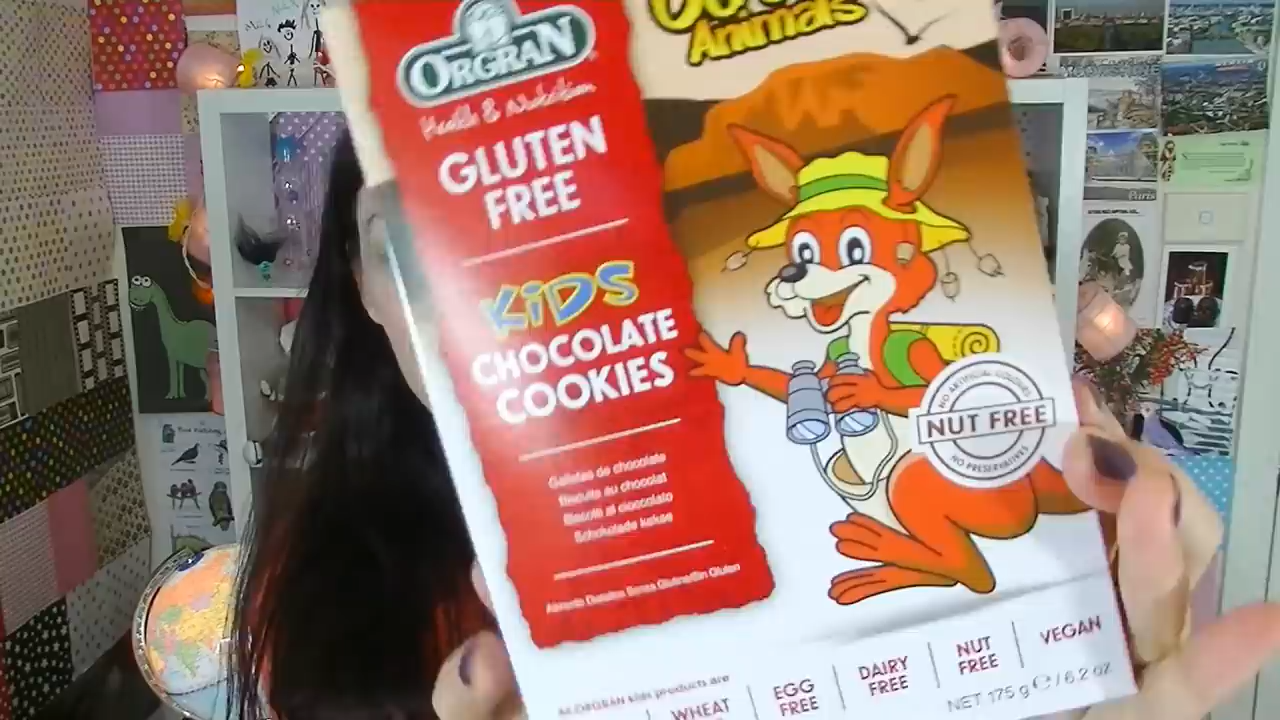 ORGRAN
Health & Nutrition
GLUTEN
FREE
KIDS
CHOCOLATE
COOKIES
Galletas de chocolate
Biscuits au chocolat
Biscotti al cioccolato
Schokolade kekse
Animals
NO ARTIFICIAL COLOURS
NUT FREE
NO PRESERVATIVES
All ORGRAN kids products are
WHEAT
EGG
FREE
DAIRY
FREE
NUT
FREE
VEGAN
NET 175 g ℮ / 6.2 oz
Paris